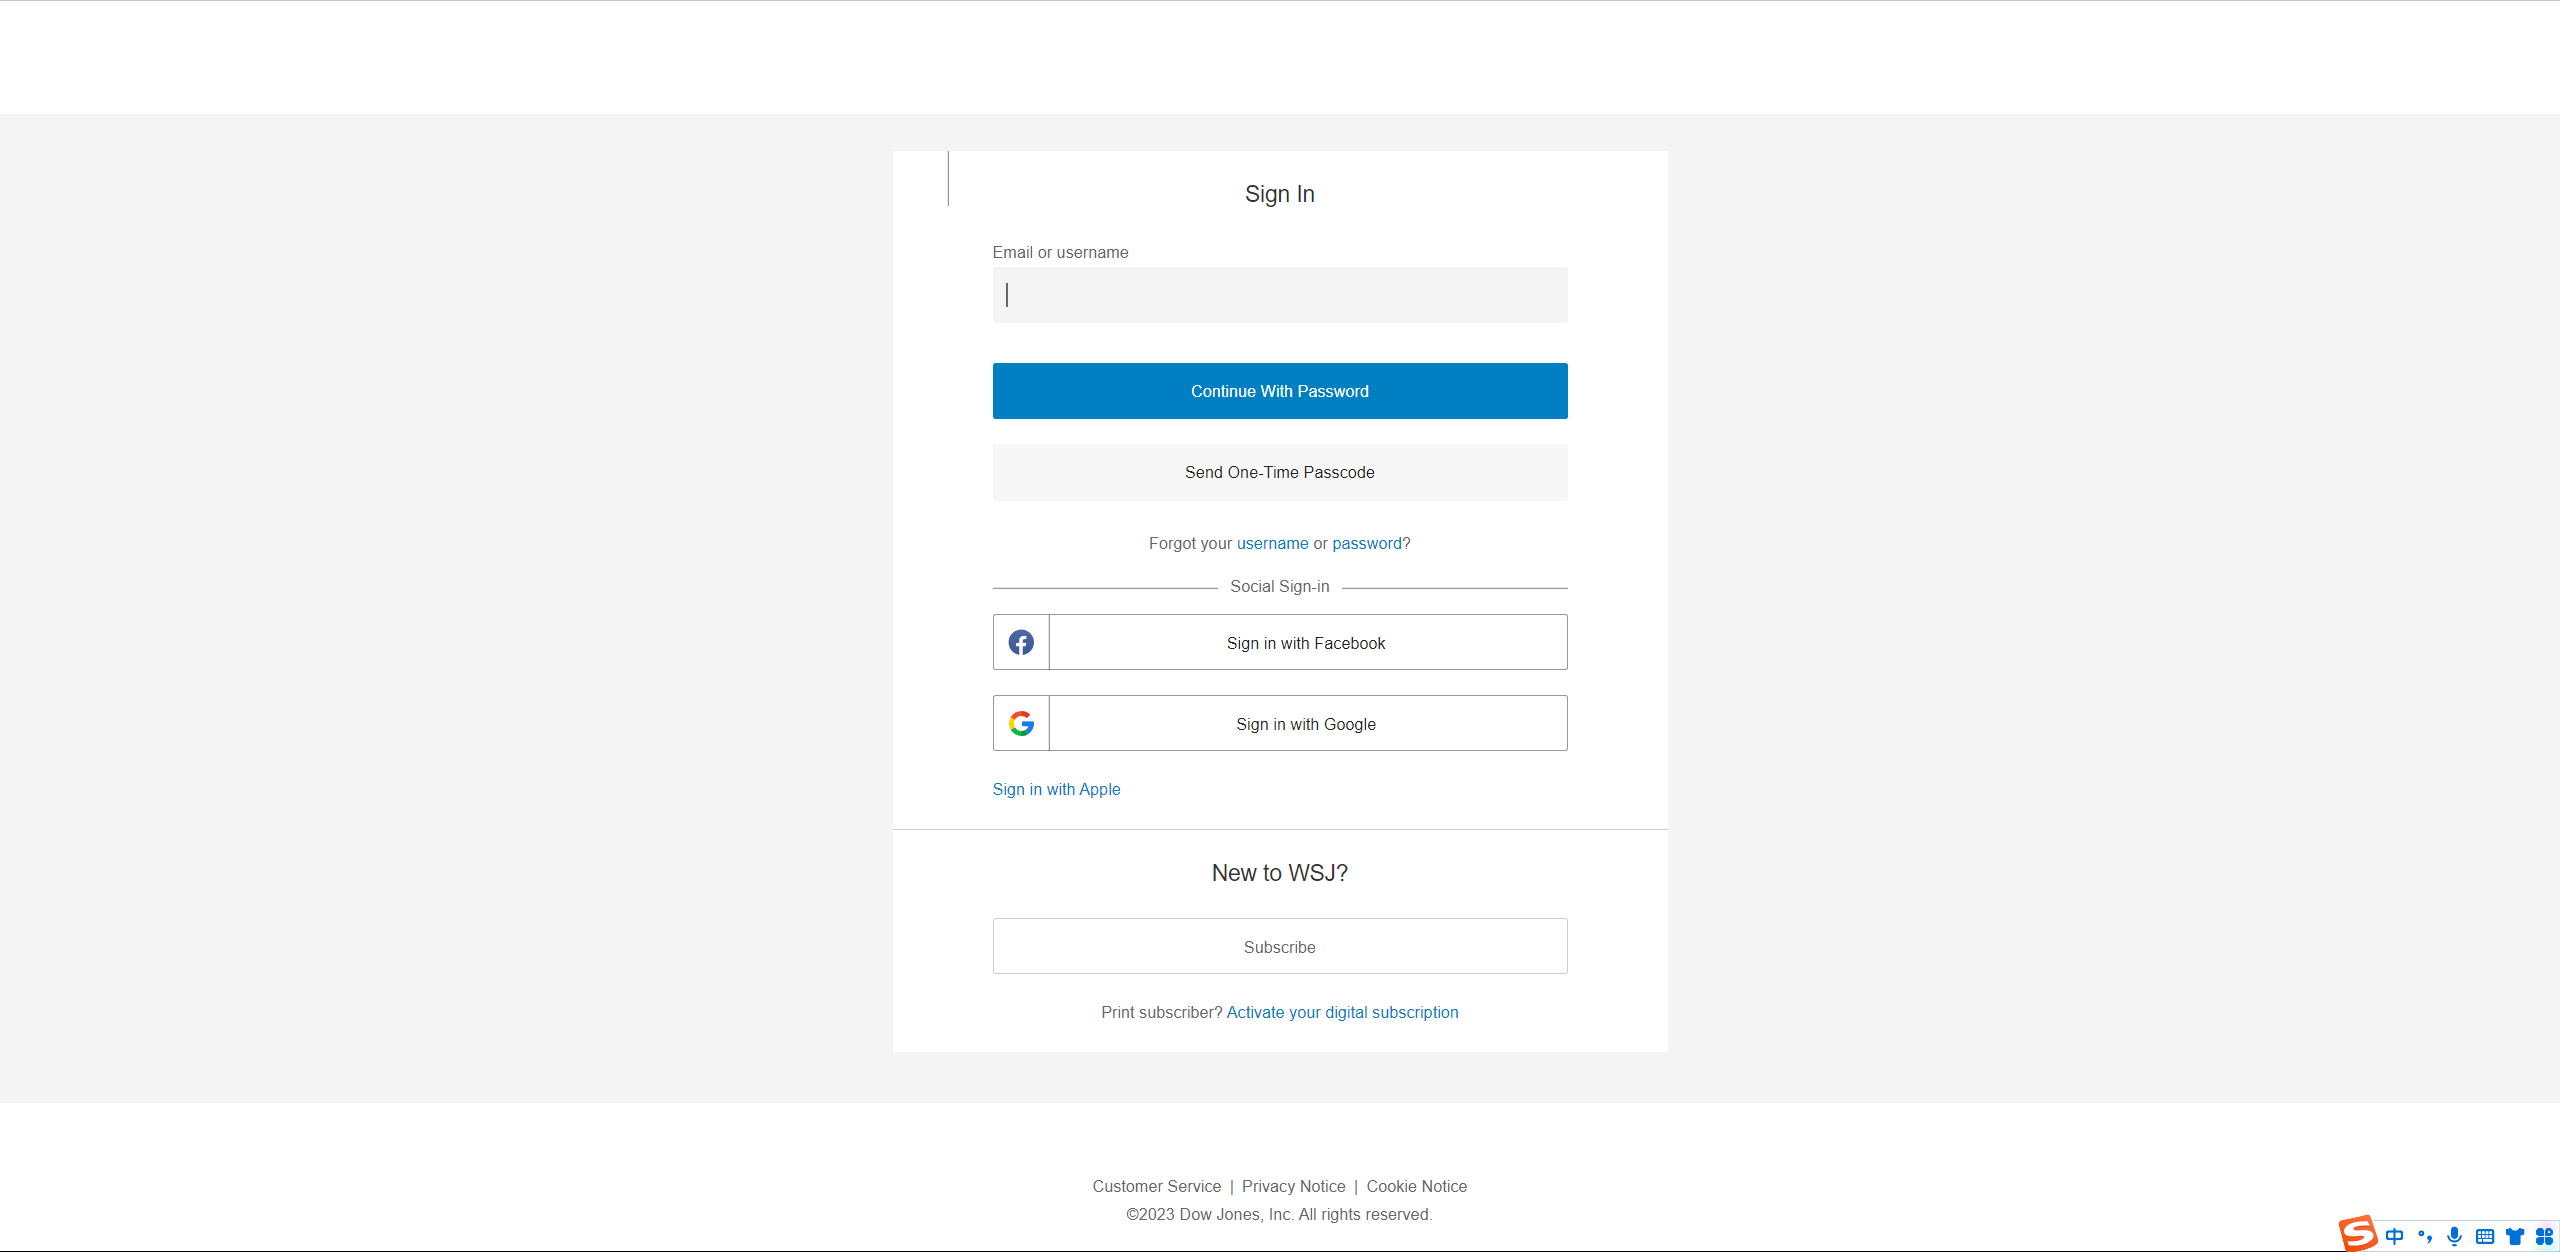 Sign In
Email or username
Continue With Password
Send One-Time Passcode
Forgot your username or password?
Social Sign-in
Sign in with Facebook
Sign in with Google
Sign in with Apple
New to WSJ?
Subscribe
Print subscriber? Activate your digital subscription
Customer Service | Privacy Notice | Cookie Notice
©2023 Dow Jones, Inc. All rights reserved.
中